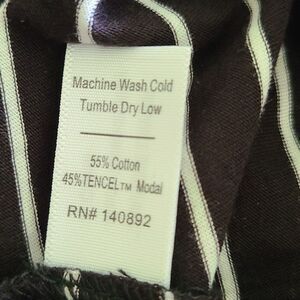 Machine Wash Cold
Tumble Dry Low
55% Cotton
45%TENCEL™ Modal
RN# 140892